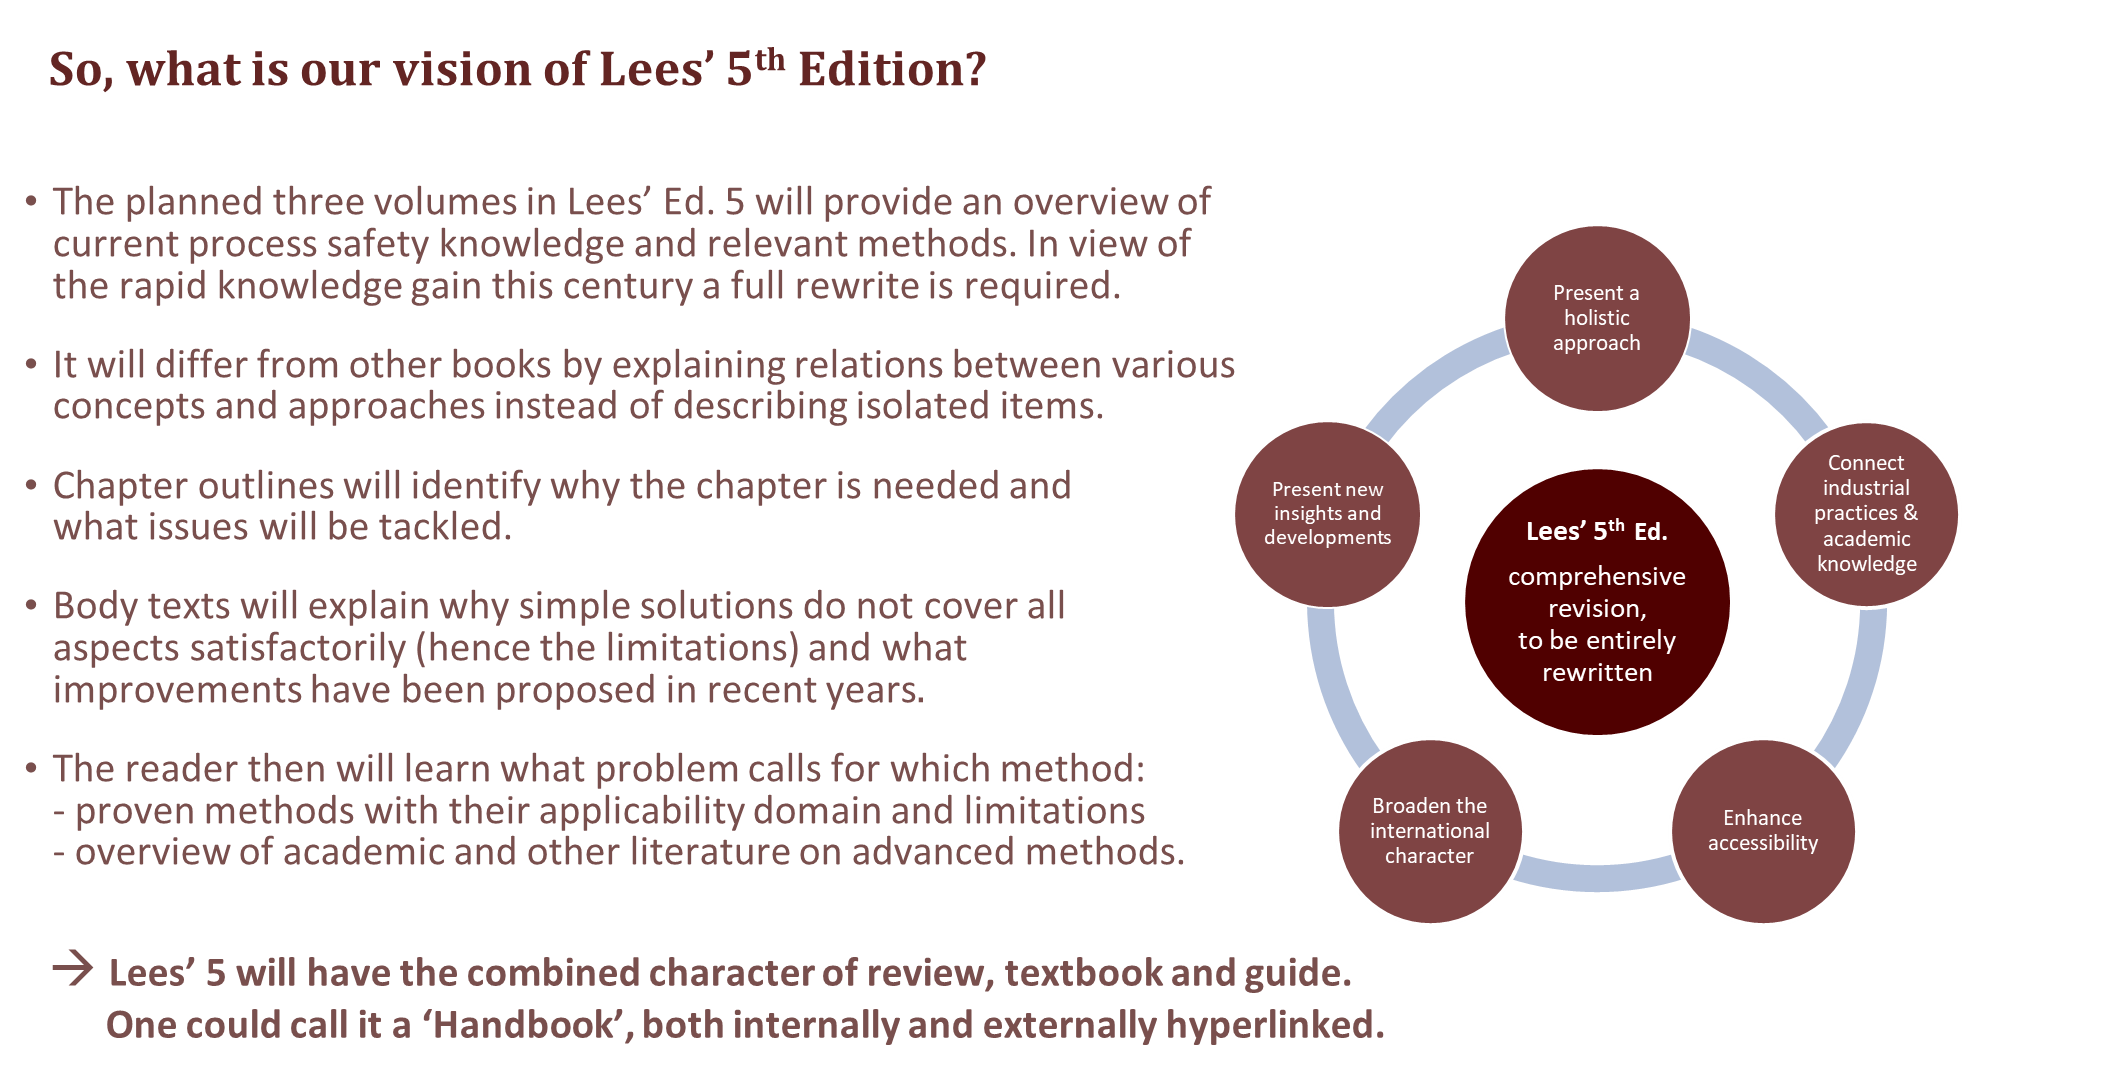 So, what is our vision of Lees’ 5th Edition?
• The planned three volumes in Lees’ Ed. 5 will provide an overview of
current process safety knowledge and relevant methods. In view of
the rapid knowledge gain this century a full rewrite is required.
• It will differ from other books by explaining relations between various
concepts and approaches instead of describing isolated items.
• Chapter outlines will identify why the chapter is needed and
what issues will be tackled.
• Body texts will explain why simple solutions do not cover all
aspects satisfactorily (hence the limitations) and what
improvements have been proposed in recent years.
• The reader then will learn what problem calls for which method:
- proven methods with their applicability domain and limitations
- overview of academic and other literature on advanced methods.
→ Lees’ 5 will have the combined character of review, textbook and guide.
One could call it a ‘Handbook’, both internally and externally hyperlinked.
Present a
holistic
approach
Connect
industrial
practices &
academic
knowledge
Enhance
accessibility
Broaden the
international
character
Present new
insights and
developments
Lees’ 5th Ed.
comprehensive
revision,
to be entirely
rewritten